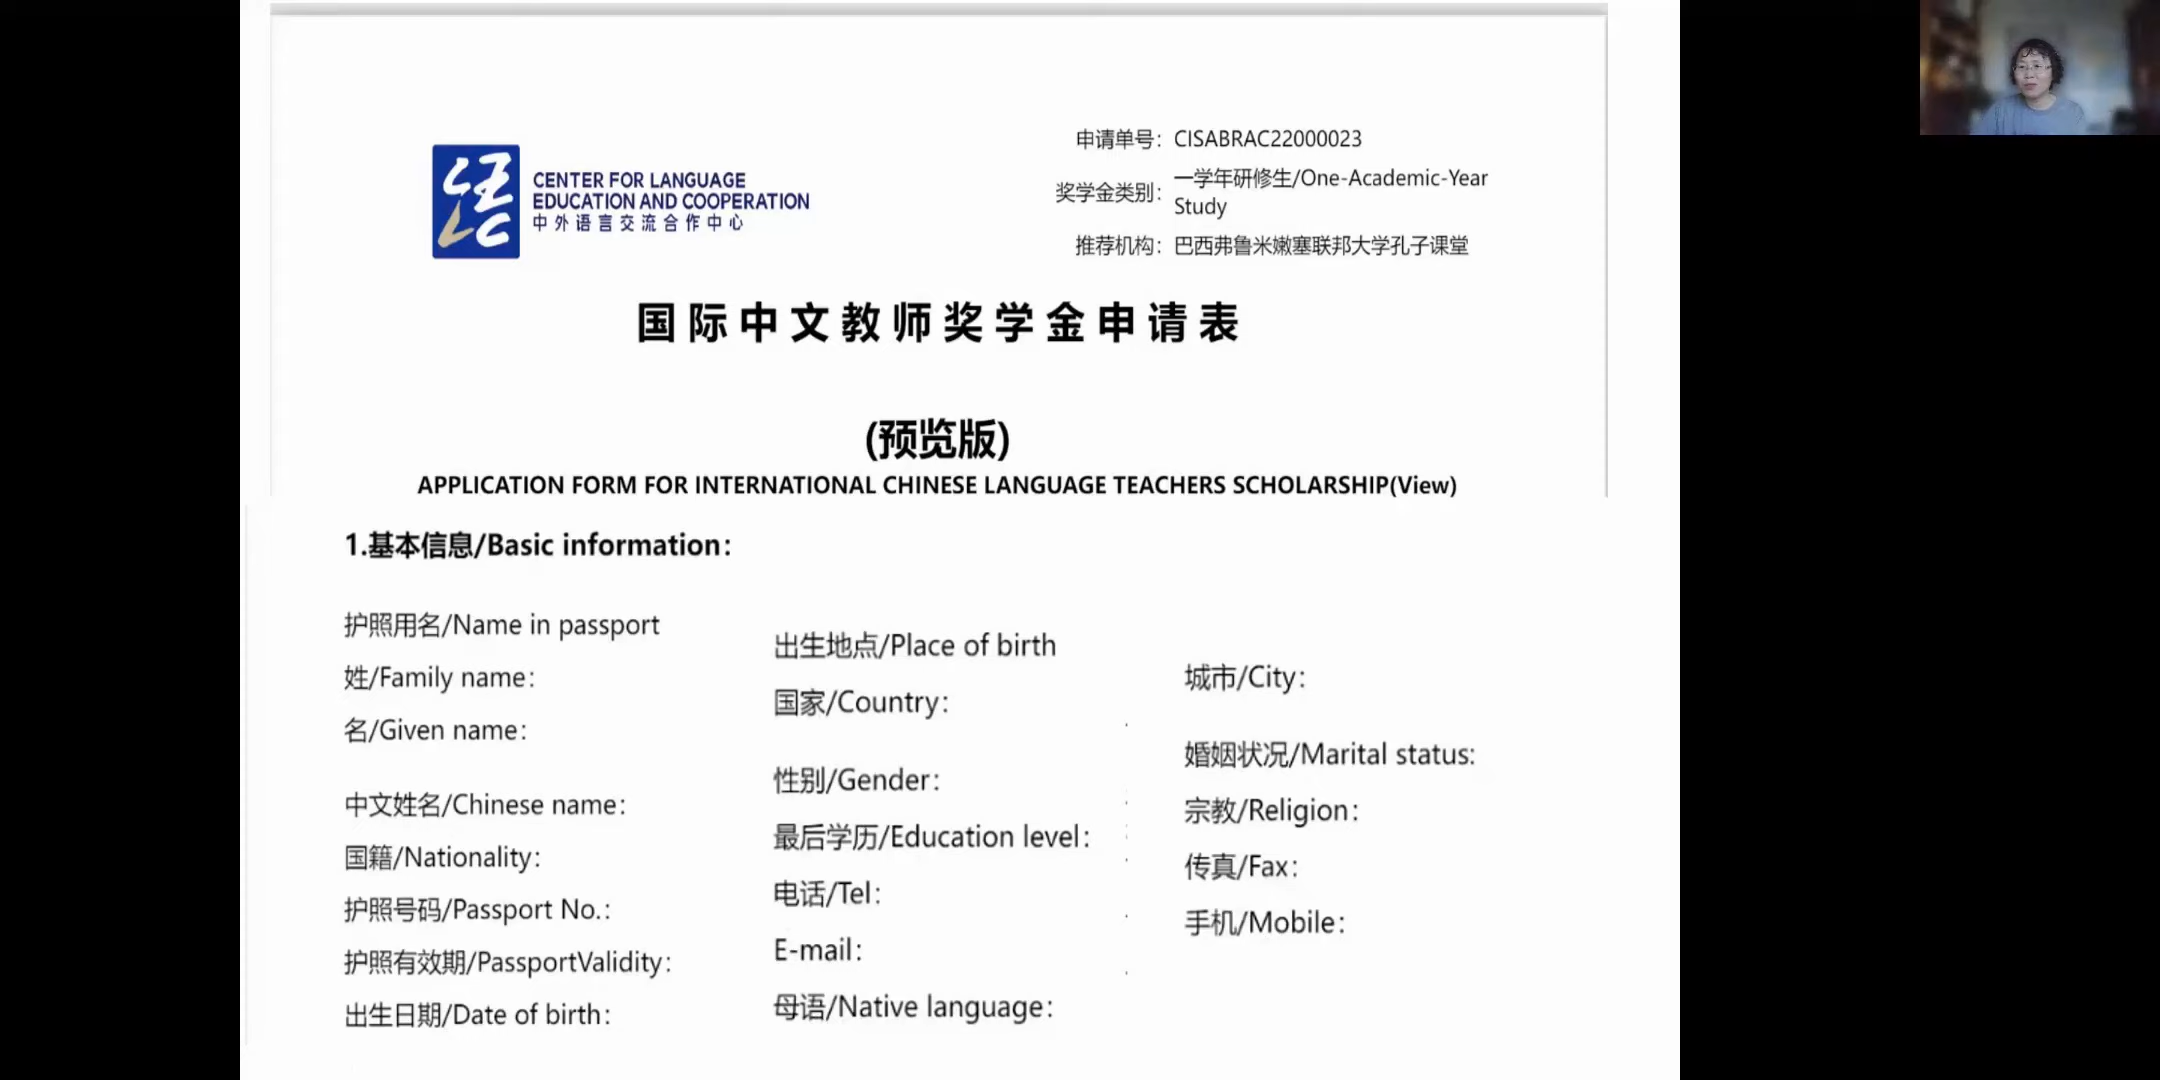 申请单号：CISABRAC22000023
CENTER FOR LANGUAGE
EDUCATION AND COOPERATION
中外语言交流合作中心
奖学金类别：一学年研修生/One-Academic-Year
Study
推荐机构：巴西弗鲁米嫩塞联邦大学孔子课堂
国际中文教师奖学金申请表
(预览版)
APPLICATION FORM FOR INTERNATIONAL CHINESE LANGUAGE TEACHERS SCHOLARSHIP(View)
1.基本信息/Basic information：
护照用名/Name in passport
姓/Family name：
名/Given name：
中文姓名/Chinese name：
国籍/Nationality：
护照号码/Passport No.：
护照有效期/PassportValidity：
出生日期/Date of birth：
出生地点/Place of birth
国家/Country：
性别/Gender：
最后学历/Education level：
电话/Tel：
E-mail：
母语/Native language：
城市/City：
婚姻状况/Marital status:
宗教/Religion：
传真/Fax：
手机/Mobile：